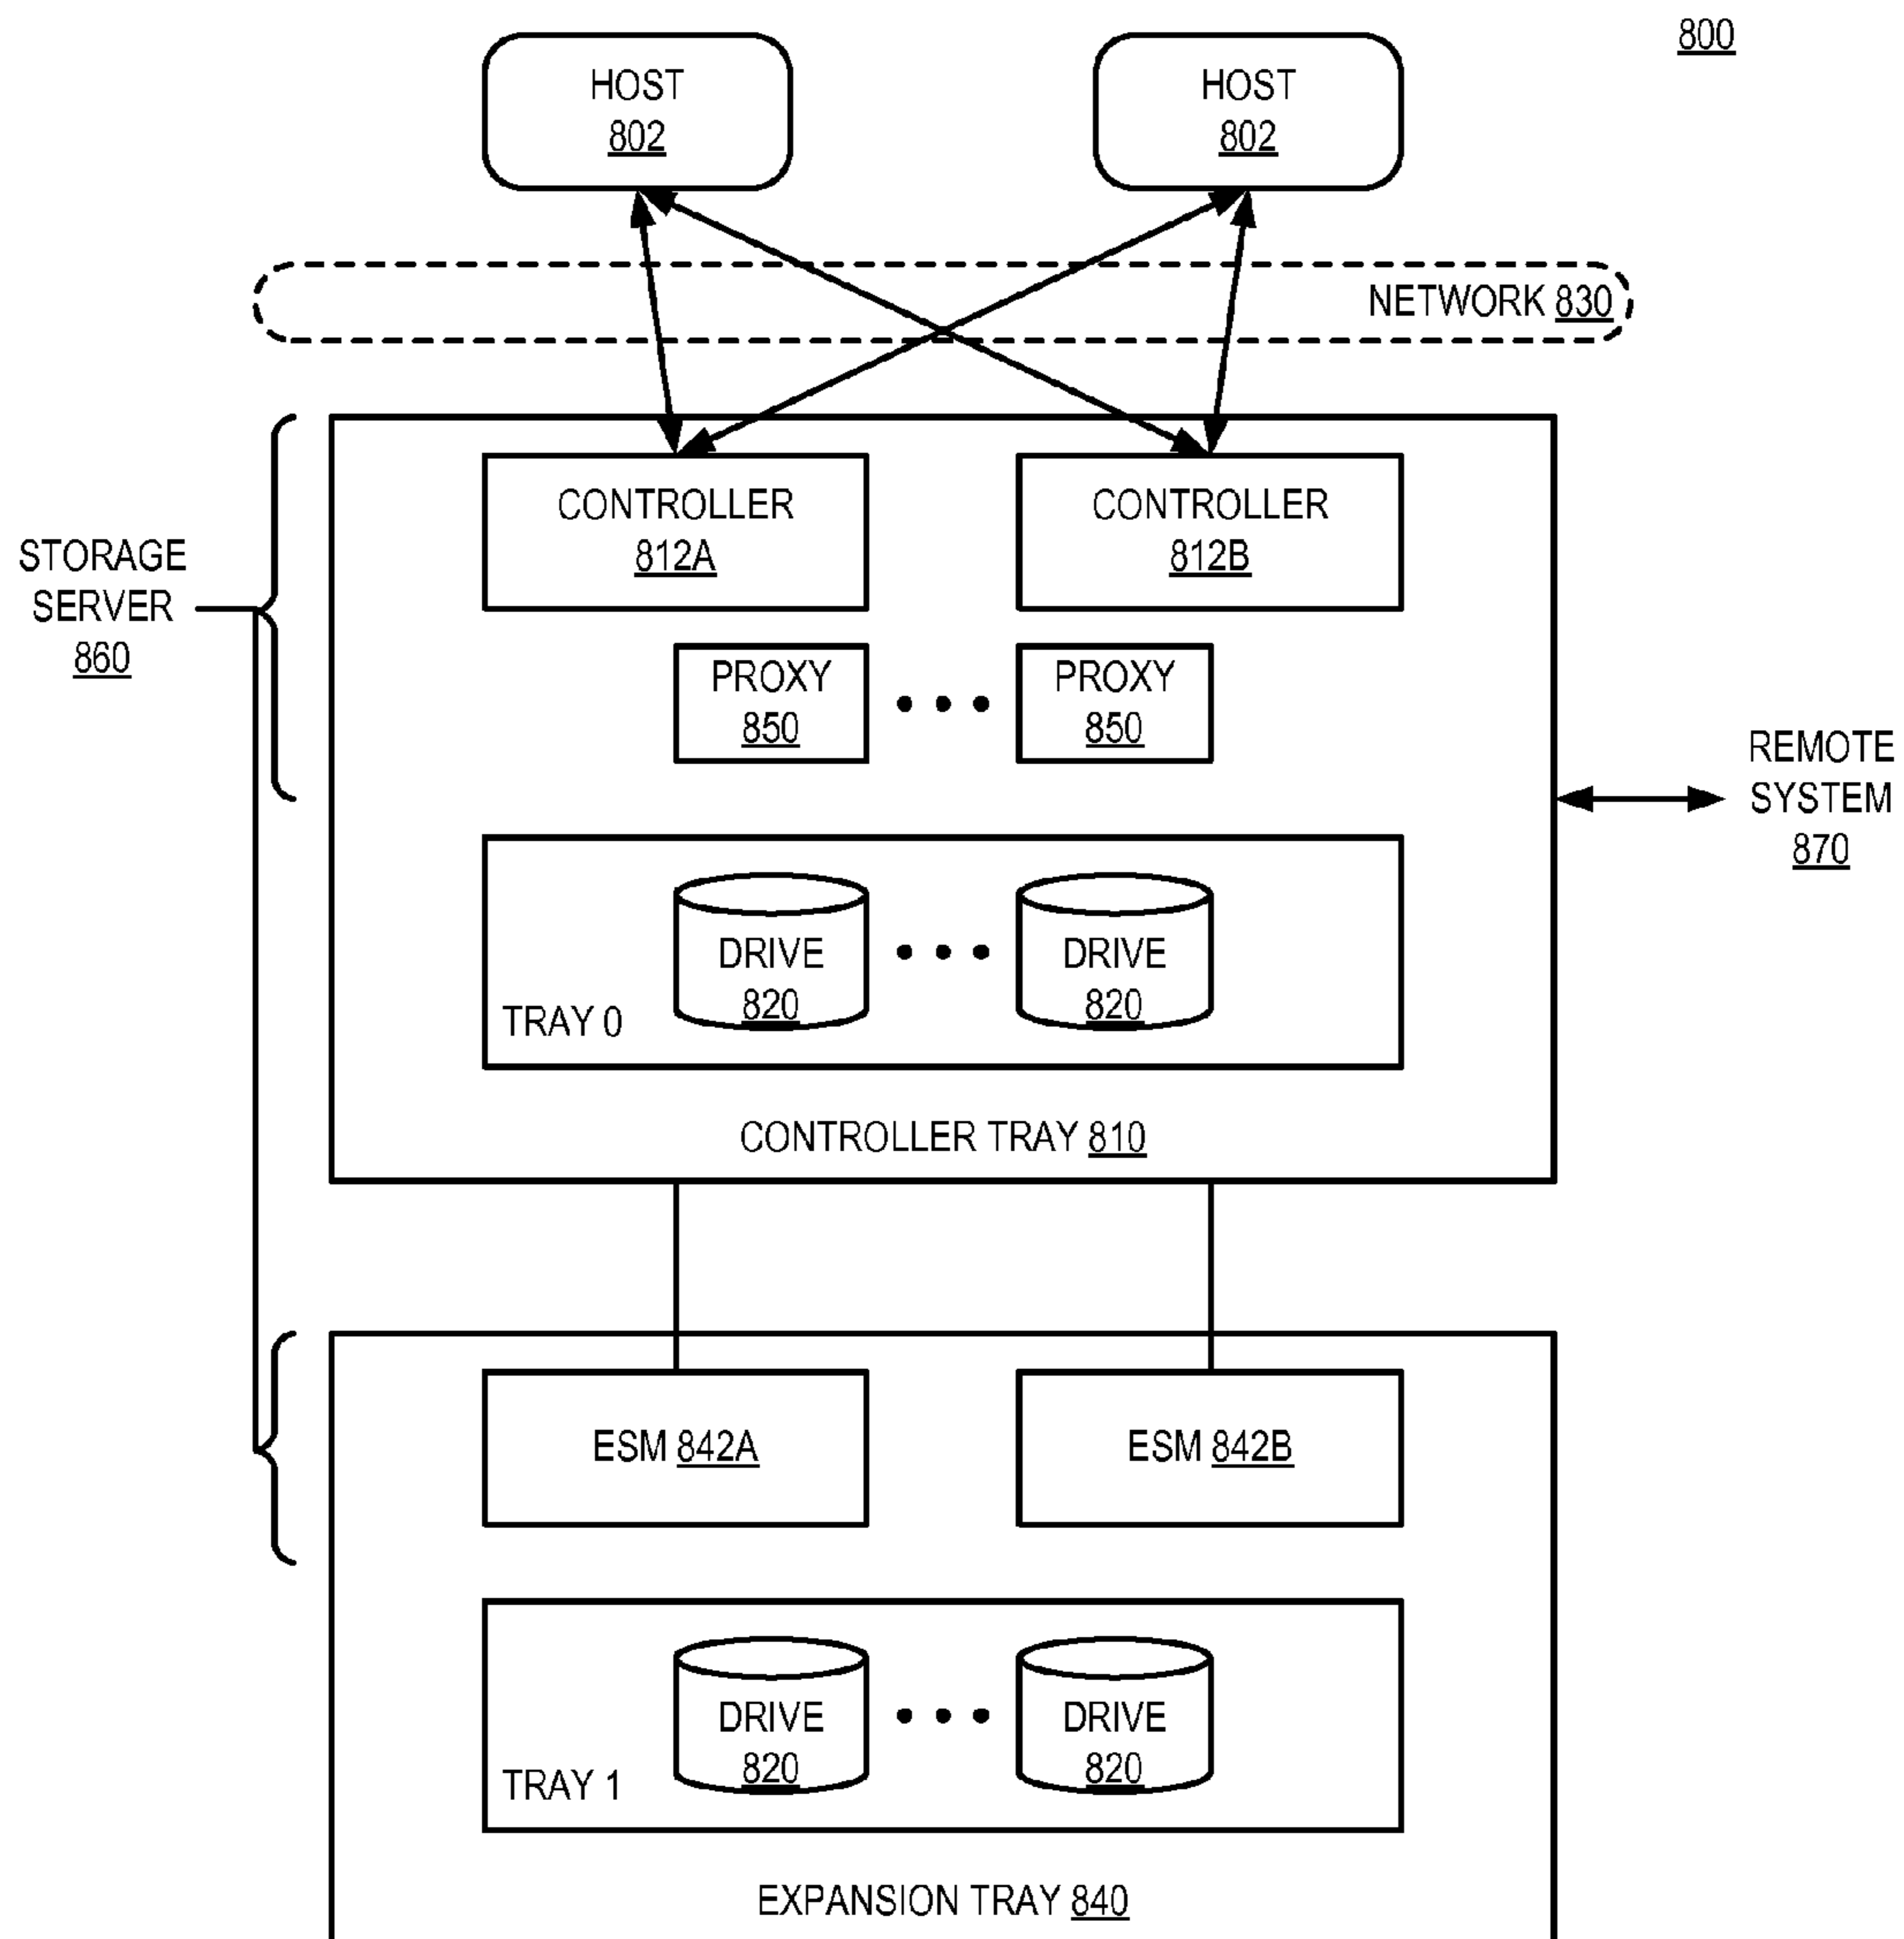 800
HOST
802
HOST
802
NETWORK 830
CONTROLLER
812A
CONTROLLER
812B
STORAGE
SERVER
860
PROXY
850
PROXY
850
REMOTE
SYSTEM
870
DRIVE
820
DRIVE
820
TRAY 0
CONTROLLER TRAY 810
ESM 842A
ESM 842B
DRIVE
820
DRIVE
820
TRAY 1
EXPANSION TRAY 840